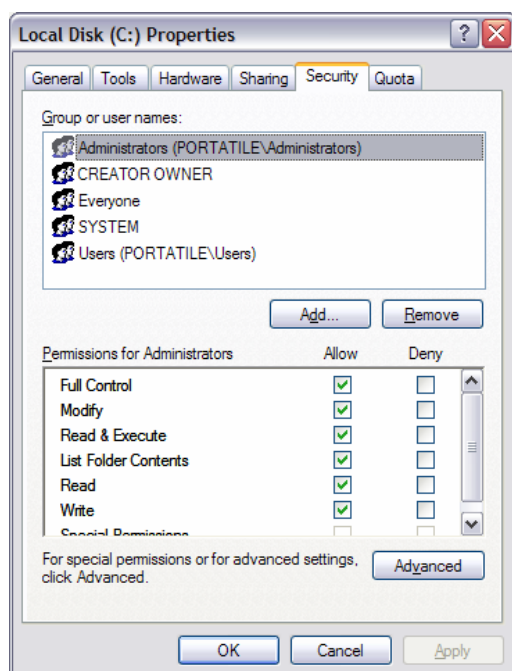 Local Disk (C:) Properties
General Tools Hardware Sharing Security Quota
Group or user names:
Administrators (PORTATILE\Administrators)
CREATOR OWNER
Everyone
SYSTEM
Users (PORTATILE\Users)
Add... Remove
Permissions for Administrators Allow Deny
Full Control
Modify
Read & Execute
List Folder Contents
Read
Write
Special Permissions
For special permissions or for advanced settings,
click Advanced.
Advanced
OK Cancel Apply